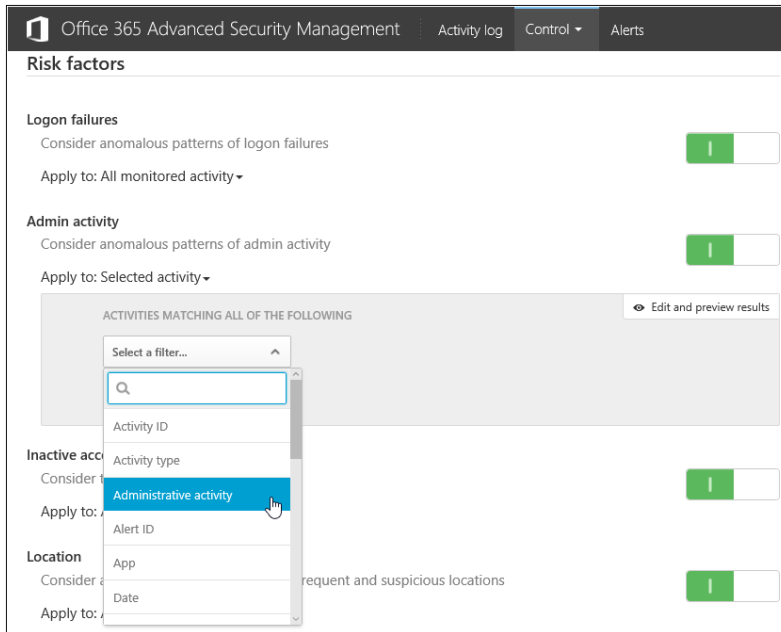 Office 365 Advanced Security Management Activity log Control Alerts
Risk factors
Logon failures
Consider anomalous patterns of logon failures
Apply to: All monitored activity
Admin activity
Consider anomalous patterns of admin activity
Apply to: Selected activity
ACTIVITIES MATCHING ALL OF THE FOLLOWING
Edit and preview results
Select a filter...
Activity ID
Activity type
Administrative activity
Alert ID
App
Date
Inactive
Consider
Apply to:
Location
Consider requent and suspicious locations
Apply to: